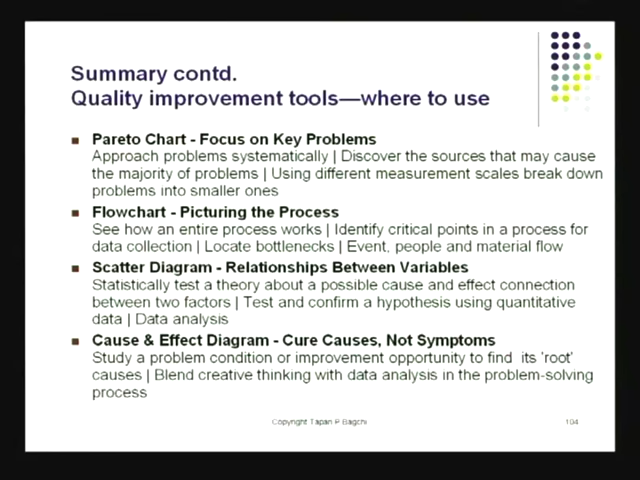 Summary contd.
Quality improvement tools—where to use
Pareto Chart - Focus on Key Problems
Approach problems systematically | Discover the sources that may cause
the majority of problems | Using different measurement scales break down
problems into smaller ones
Flowchart - Picturing the Process
See how an entire process works | Identify critical points in a process for
data collection | Locate bottlenecks | Event, people and material flow
Scatter Diagram - Relationships Between Variables
Statistically test a theory about a possible cause and effect connection
between two factors | Test and confirm a hypothesis using quantitative
data | Data analysis
Cause & Effect Diagram - Cure Causes, Not Symptoms
Study a problem condition or improvement opportunity to find its 'root'
causes | Blend creative thinking with data analysis in the problem-solving
process
Copyright Tapan P Bagchi
104